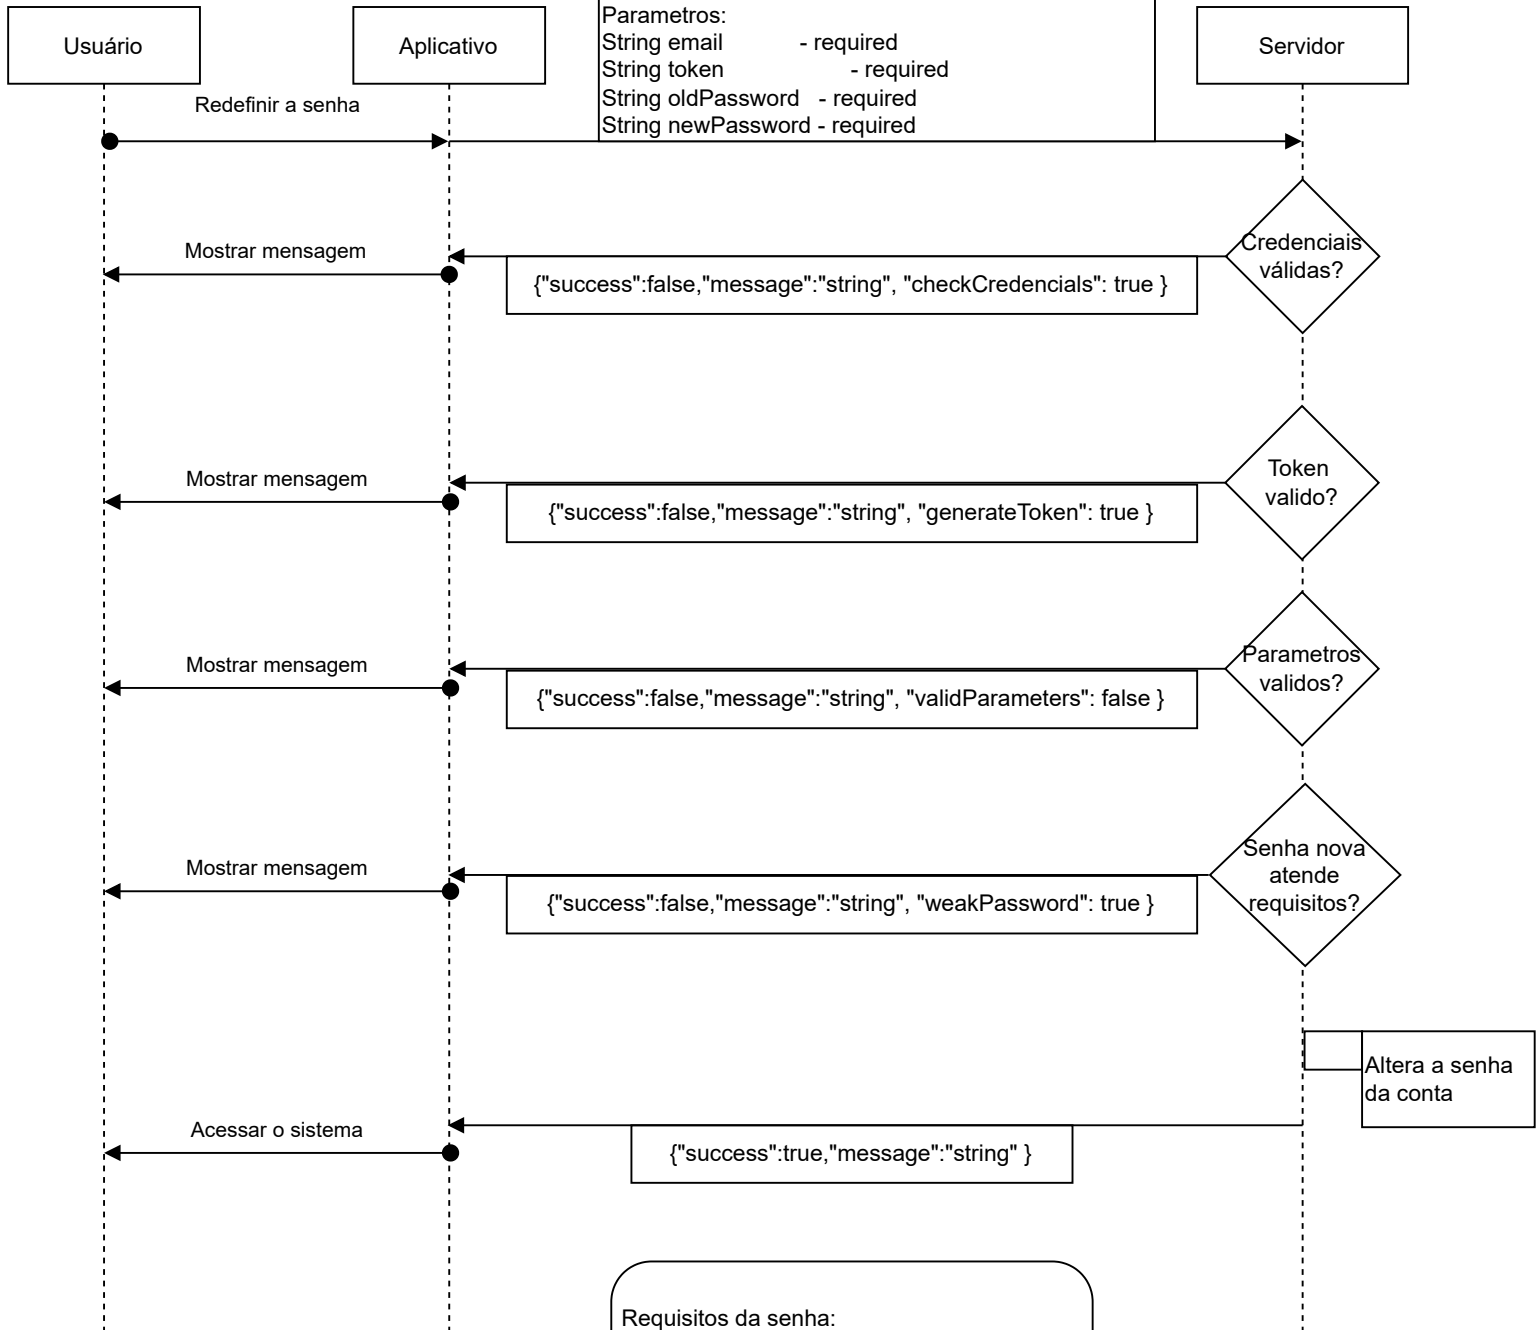 Usuário
Aplicativo
Parametros:
String email - required
String token - required
String oldPassword - required
String newPassword - required
Servidor
Redefinir a senha
Credenciais
válidas?
Mostrar mensagem
{"success":false,"message":"string", "checkCredencials": true }
Token
valido?
Mostrar mensagem
{"success":false,"message":"string", "generateToken": true }
Parametros
validos?
Mostrar mensagem
{"success":false,"message":"string", "validParameters": false }
Senha nova
atende
requisitos?
Mostrar mensagem
{"success":false,"message":"string", "weakPassword": true }
Altera a senha
da conta
Acessar o sistema
{"success":true,"message":"string" }
Requisitos da senha: